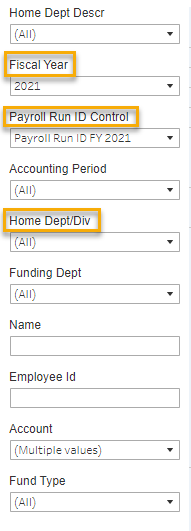 Home Dept Descr
(All)
Fiscal Year
2021
Payroll Run ID Control
Payroll Run ID FY 2021
Accounting Period
(All)
Home Dept/Div
(All)
Funding Dept
(All)
Name
Employee Id
Account
(Multiple values)
Fund Type
(All)